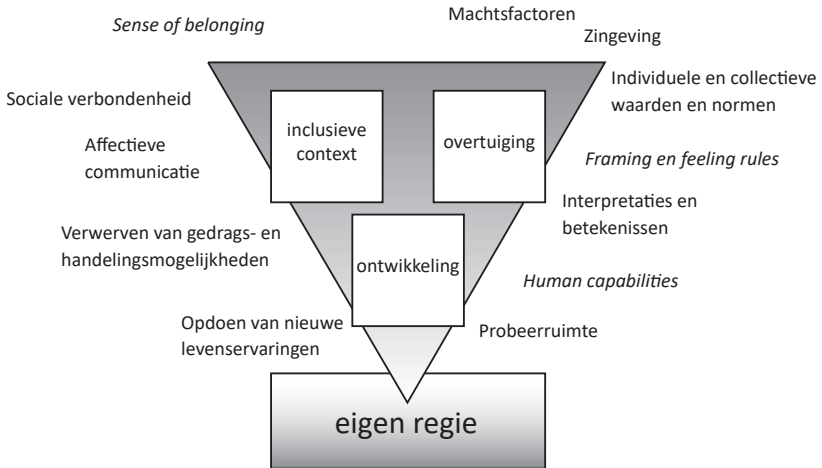 Sense of belonging
Machtsfactoren
Zingeving
Sociale verbondenheid
Individuele en collectieve
waarden en normen
inclusieve
context
overtuiging
Affectieve
communicatie
Framing en feeling rules
Interpretaties en
betekenissen
Verwerven van gedrags- en
handelingsmogelijkheden
ontwikkeling
Human capabilities
Opdoen van nieuwe
levenservaringen
Probeerruimte
eigen regie